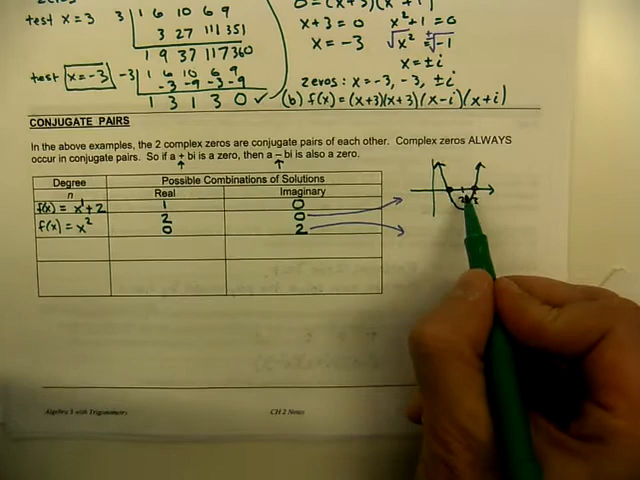 0 = (x+3)(x²+1)
test x = 3 3 | 1 6 10 6 9
3 27 111 351
1 9 37 117 360
x+3 = 0 x²+1 = 0
x = -3 √x² = ±√-1
x = ±i
test x = -3 -3 | 1 6 10 6 9
-3 -9 -3 -9
1 3 1 3 0 ✓
zeros: x = -3, -3, ±i
(b) f(x) = (x+3)(x+3)(x-i)(x+i)
CONJUGATE PAIRS
In the above examples, the 2 complex zeros are conjugate pairs of each other. Complex zeros ALWAYS
occur in conjugate pairs. So if a + bi is a zero, then a – bi is also a zero.
Degree Possible Combinations of Solutions
n Real Imaginary
f(x) = x¹+2 1 0
f(x) = x² 2 0
0 2
Algebra 3 with Trigonometry CH 2 Notes